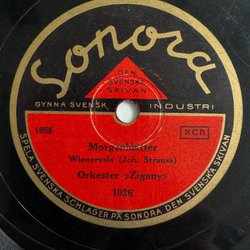 Sonora
DEN
SVENSKA
SKIVAN
GYNNA SVENSK INDUSTRI
1055
NCB
Morgenblätter
Wienervals (Joh. Strauss)
Orkester »Zigany»
1026
SPELA SVENSKA SCHLAGER PÅ SONORA DEN SVENSKA SKIVAN